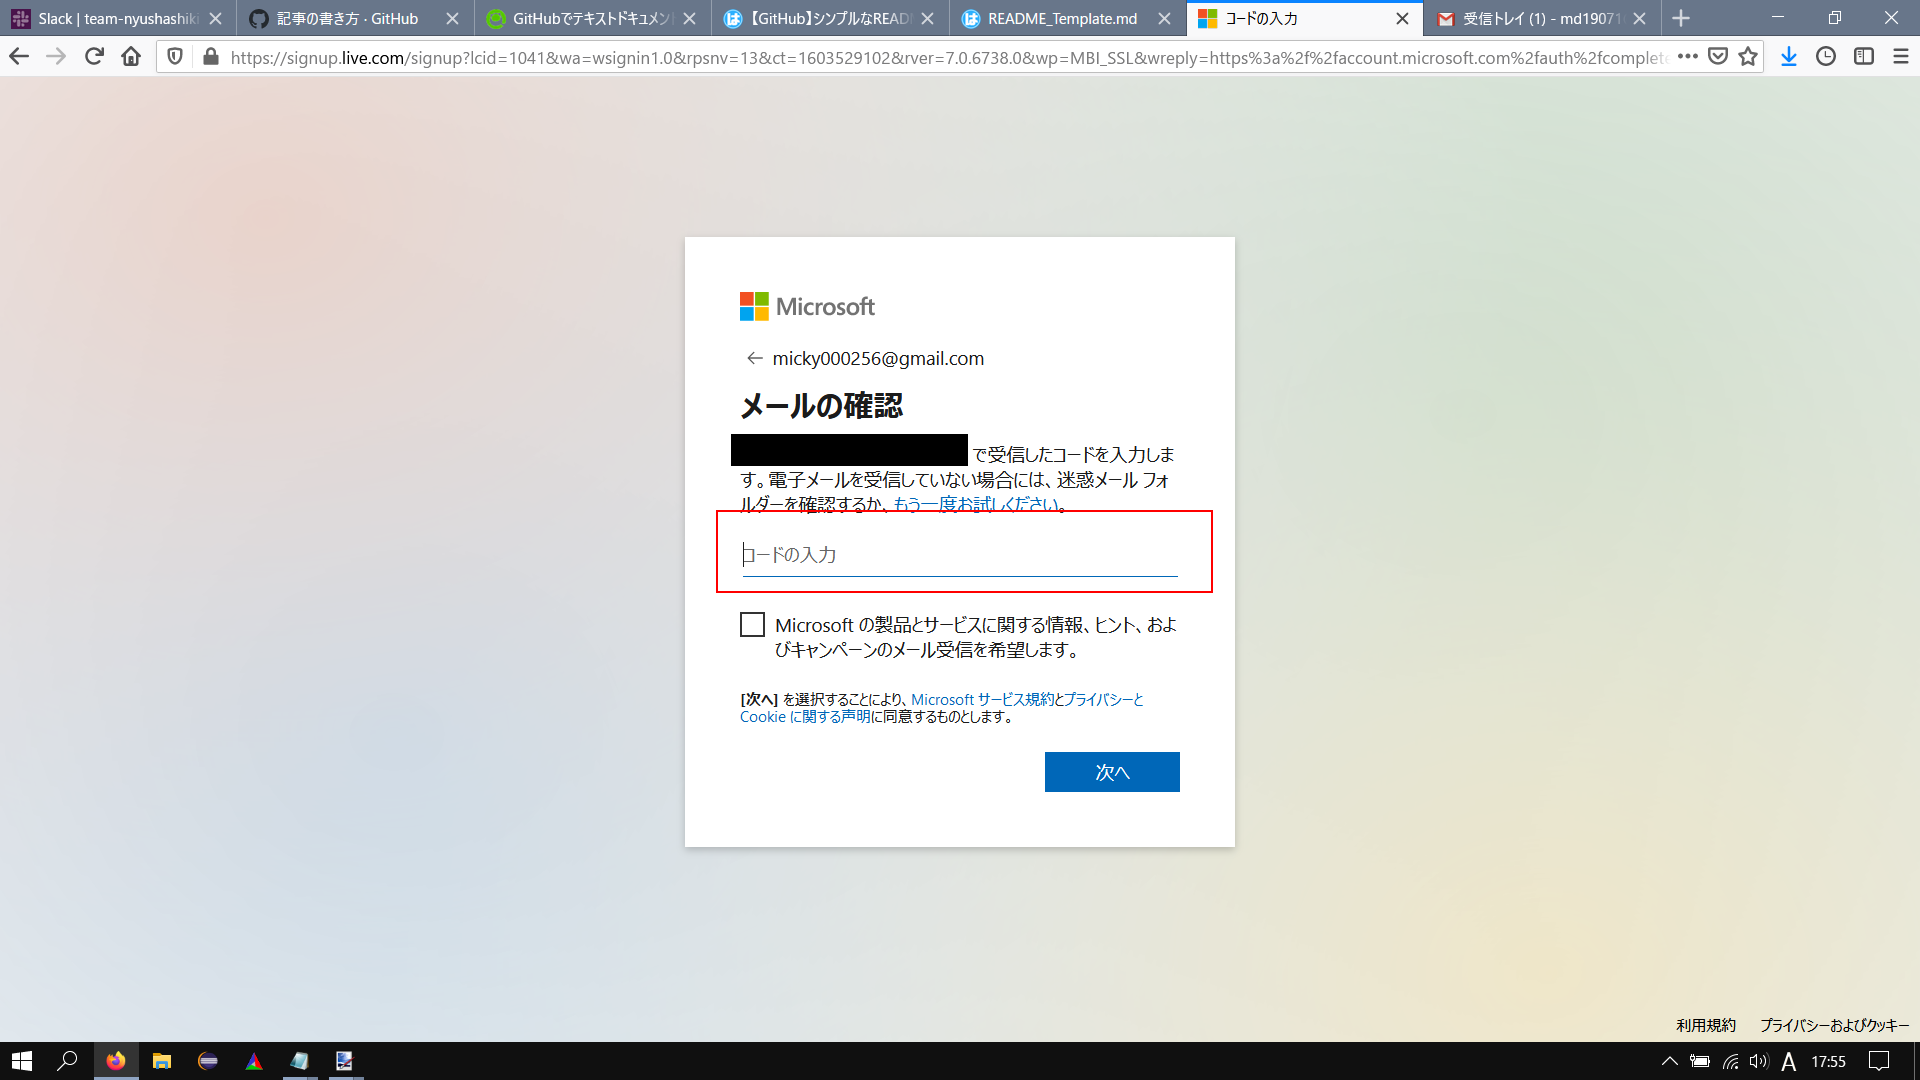 Slack | team-nyushashiki
記事の書き方 · GitHub
GitHubでテキストドキュメン
【GitHub】シンプルなREAD
README_Template.md
コードの入力
受信トレイ (1) - md19071
https://signup.live.com/signup?lcid=1041&wa=wsignin1.0&rpsnv=13&ct=1603529102&rver=7.0.6738.0&wp=MBI_SSL&wreply=https%3a%2f%2faccount.microsoft.com%2fauth%2fcomplete
Microsoft
micky000256@gmail.com
メールの確認
で受信したコードを入力しま
す。電子メールを受信していない場合には、迷惑メール フォ
ルダーを確認するか、もう一度お試しください。
コードの入力
Microsoft の製品とサービスに関する情報、ヒント、およ
びキャンペーンのメール受信を希望します。
[次へ] を選択することにより、Microsoft サービス規約とプライバシーと
Cookie に関する声明に同意するものとします。
次へ
利用規約 プライバシーおよびクッキー
A 17:55